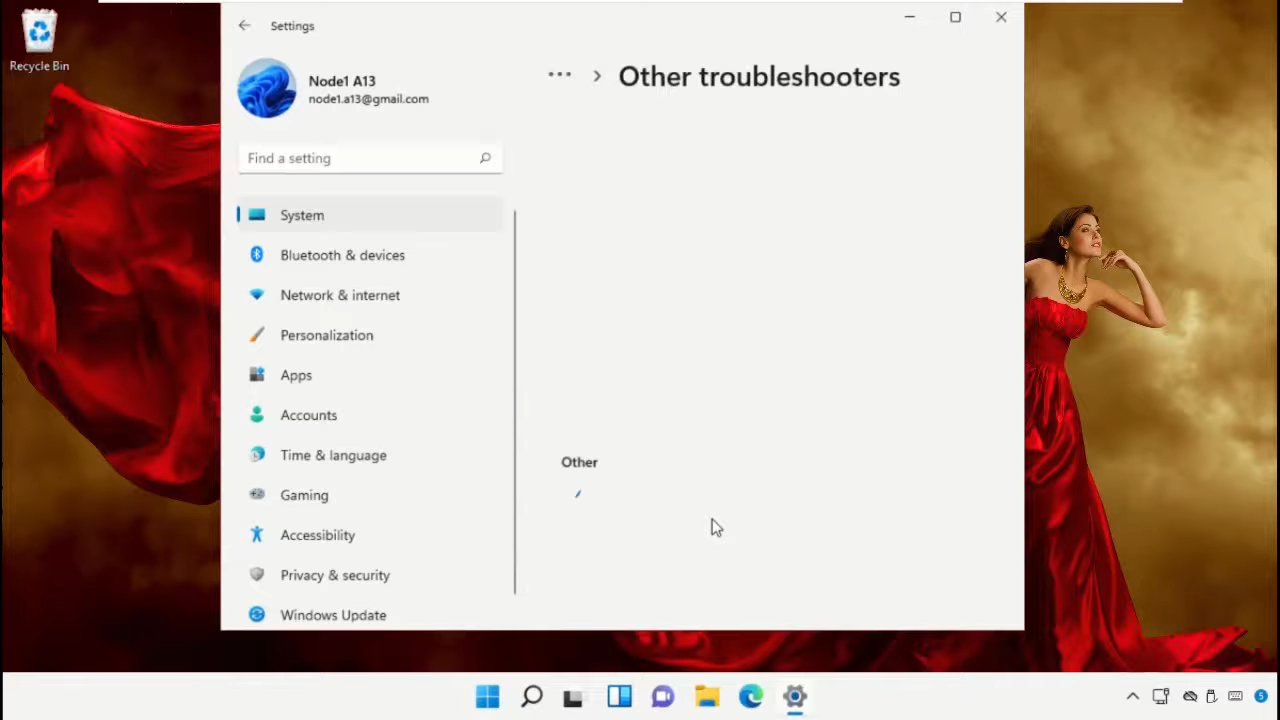 Recycle Bin
Settings
Node1 A13
node1.a13@gmail.com
Find a setting
System
Bluetooth & devices
Network & internet
Personalization
Apps
Accounts
Time & language
Gaming
Accessibility
Privacy & security
Windows Update
... > Other troubleshooters
Other
5